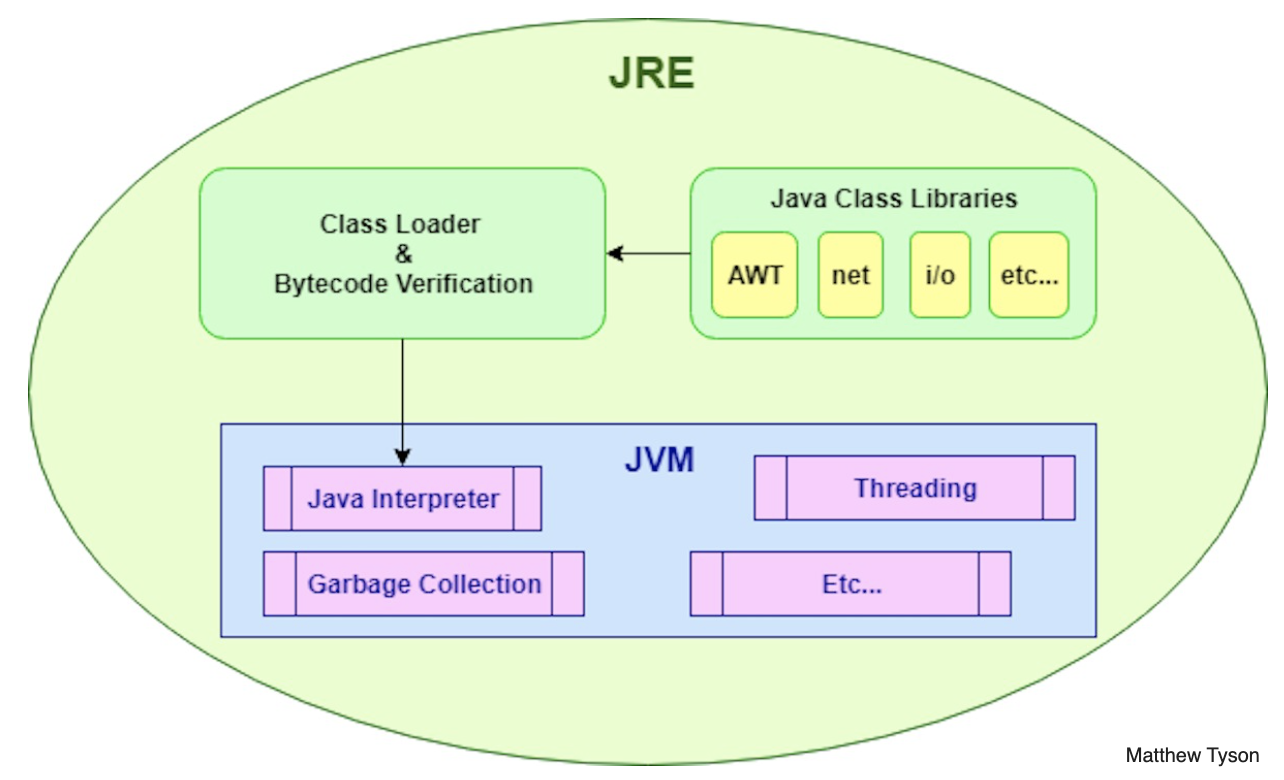 JRE
Class Loader
&
Bytecode Verification
Java Class Libraries
AWT
net
i/o
etc...
JVM
Java Interpreter
Threading
Garbage Collection
Etc...
Matthew Tyson